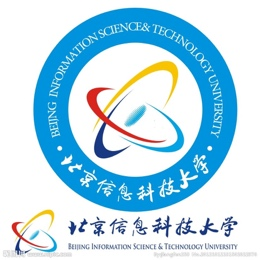 BEIJING INFORMATION SCIENCE & TECHNOLOGY UNIVERSITY
北京信息科技大学
北京信息科技大学
BEIJING INFORMATION SCIENCE & TECHNOLOGY UNIVERSITY